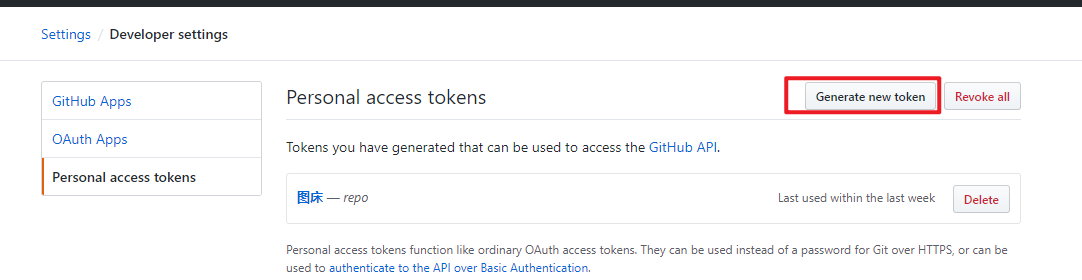 Settings / Developer settings
GitHub Apps
OAuth Apps
Personal access tokens
Personal access tokens
Generate new token
Revoke all
Tokens you have generated that can be used to access the GitHub API.
图床 — repo
Last used within the last week
Delete
Personal access tokens function like ordinary OAuth access tokens. They can be used instead of a password for Git over HTTPS, or can be
used to authenticate to the API over Basic Authentication.